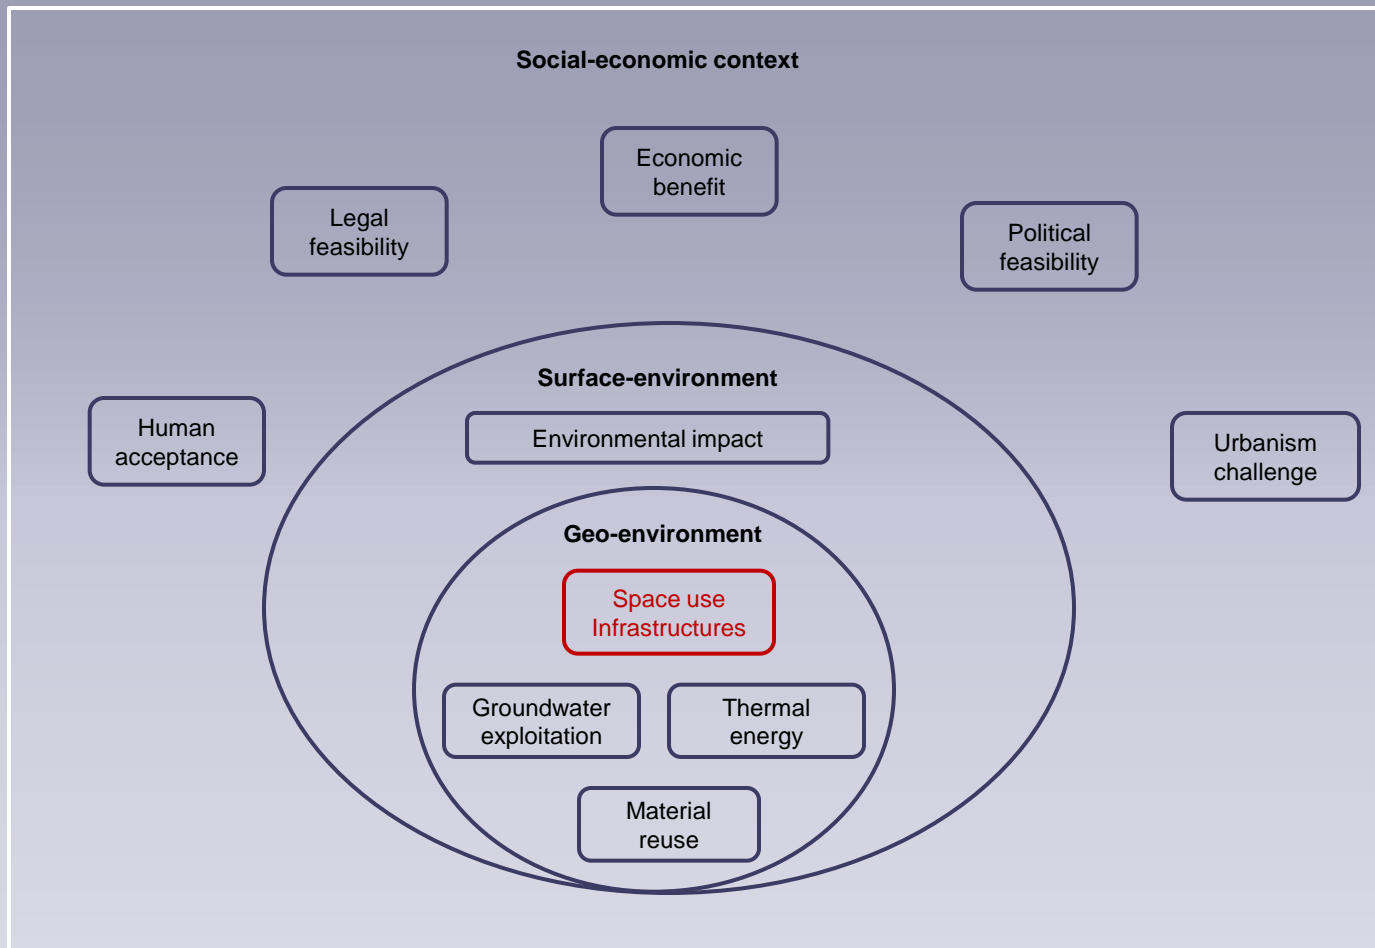 Social-economic context
Economic
benefit
Legal
feasibility
Political
feasibility
Surface-environment
Human
acceptance
Environmental impact
Urbanism
challenge
Geo-environment
Space use
Infrastructures
Groundwater
exploitation
Thermal
energy
Material
reuse